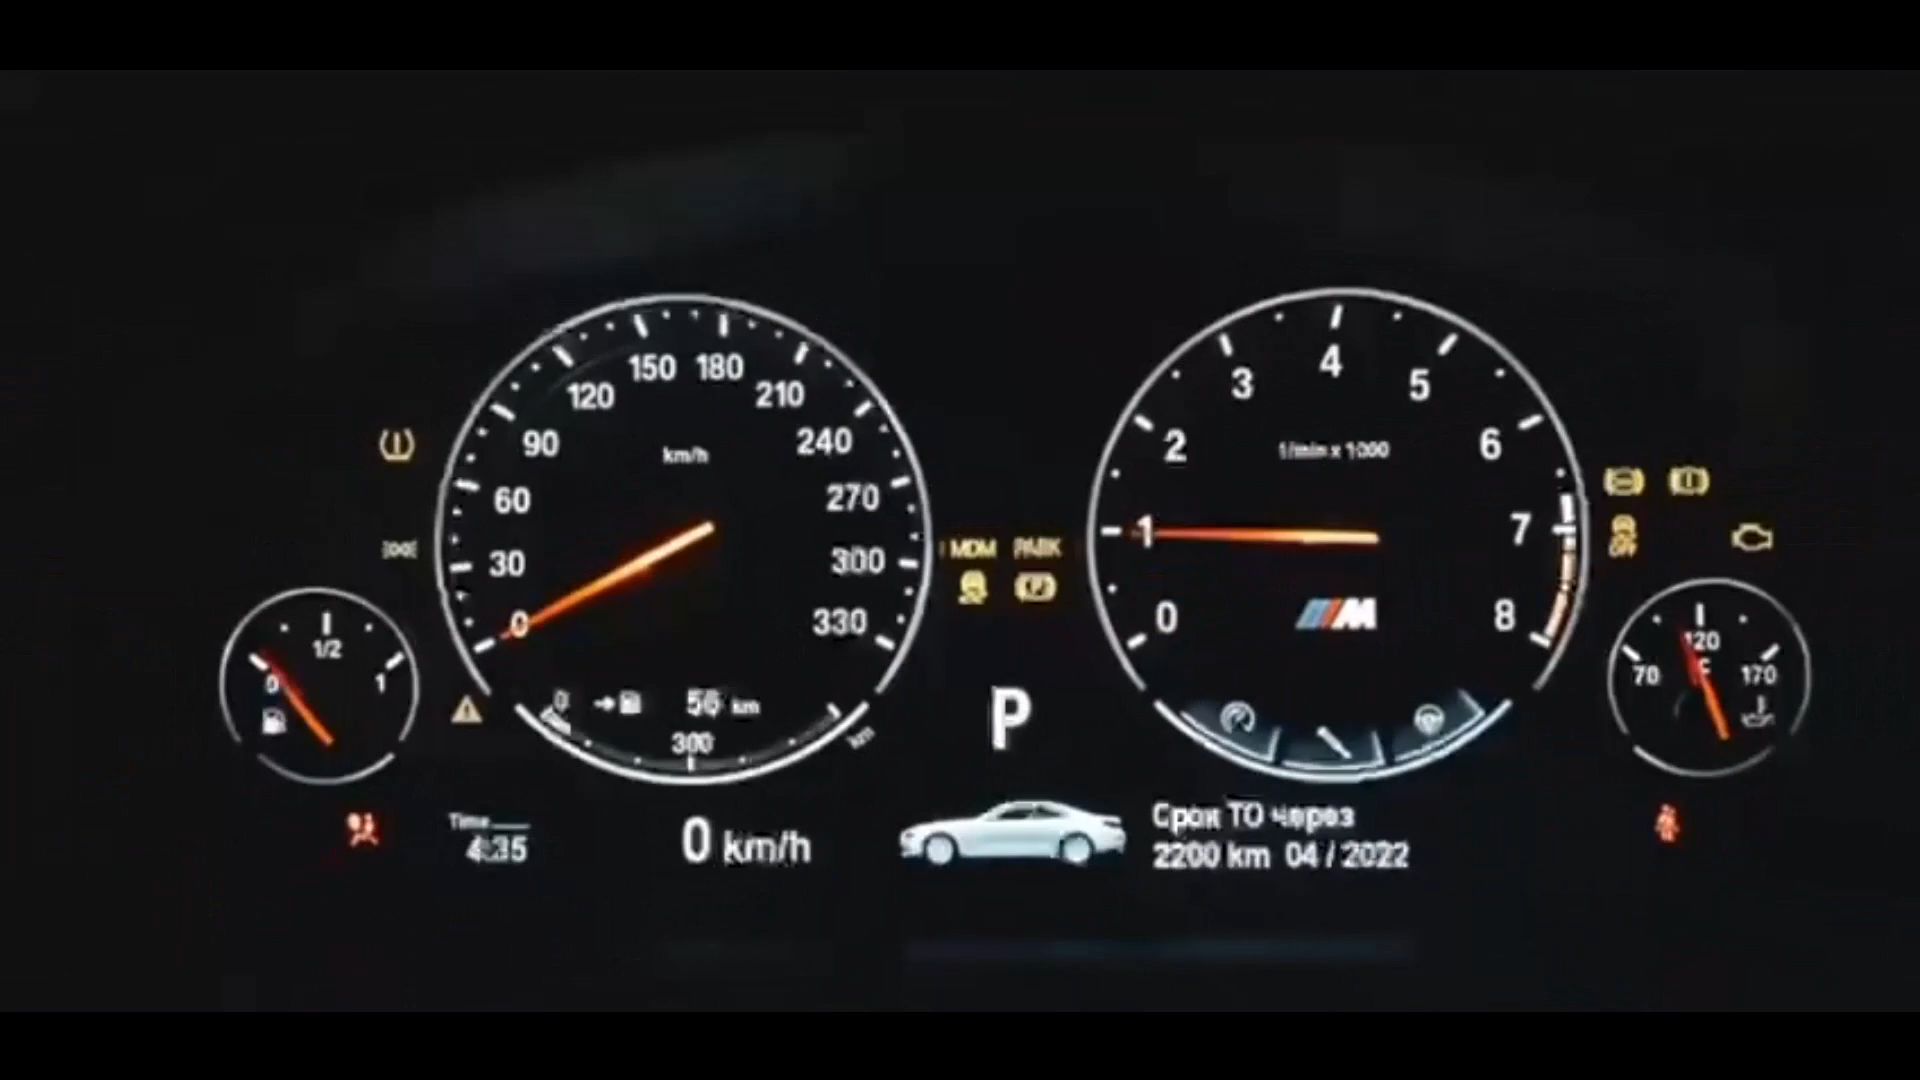 150 180
120 210
90 km/h 240
60 270
30 300
0 330
56 km
300
km
4
3 5
2 1/min x 1000 6
1 7
0 M 8
MDM PARK
OFF
1/2
0 1
120
70 170
P
Time
4:35
0 km/h
Срок ТО через
2200 km 04 / 2022